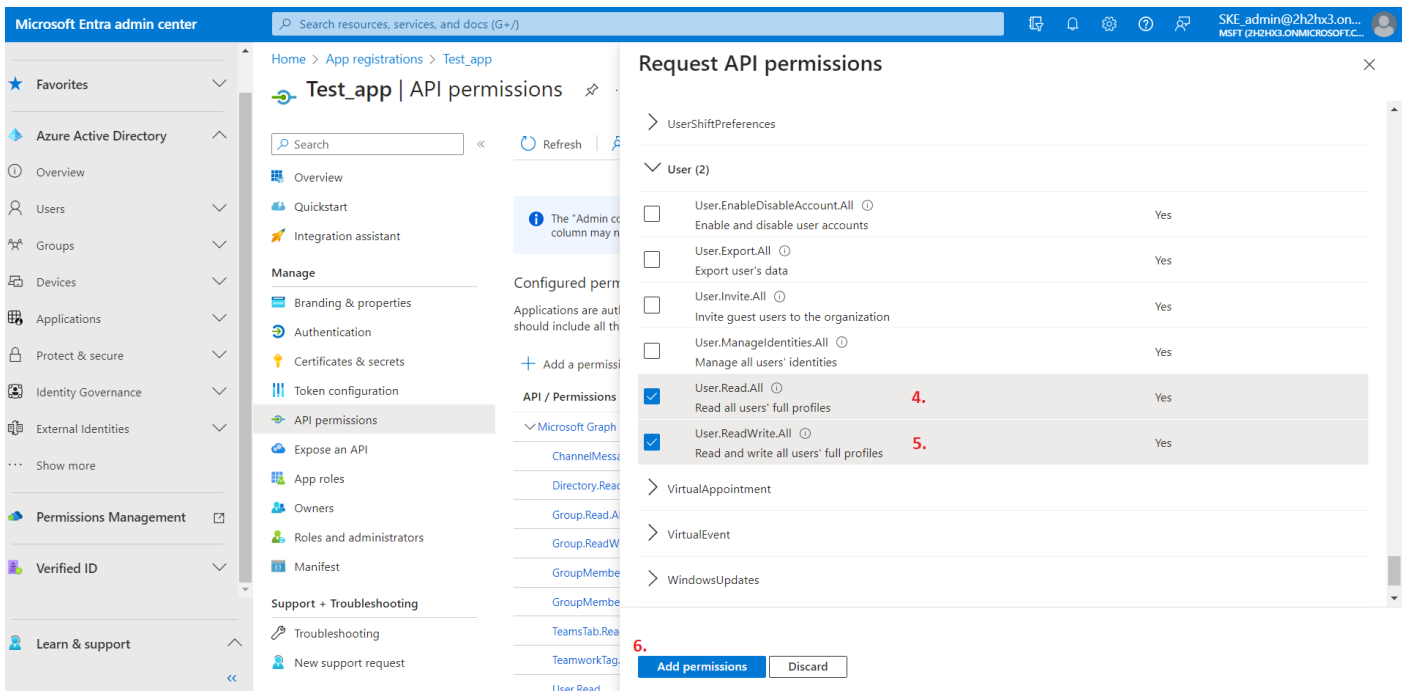 Microsoft Entra admin center
Search resources, services, and docs (G+/)
SKE_admin@2h2hx3.on...
MSFT (2H2HX3.ONMICROSOFT.C...
Favorites
Azure Active Directory
Overview
Users
Groups
Devices
Applications
Protect & secure
Identity Governance
External Identities
Show more
Permissions Management
Verified ID
Learn & support
Home > App registrations > Test_app
Test_app | API permissions
Search
Overview
Quickstart
Integration assistant
Manage
Branding & properties
Authentication
Certificates & secrets
Token configuration
API permissions
Expose an API
App roles
Owners
Roles and administrators
Manifest
Support + Troubleshooting
Troubleshooting
New support request
Refresh
The "Admin co
column may n
Configured perm
Applications are aut
should include all th
Add a permissi
API / Permissions
Microsoft Graph
ChannelMessa
Directory.Read
Group.Read.Al
Group.ReadW
GroupMembe
GroupMembe
TeamsTab.Rea
TeamworkTag.
User.Read
Request API permissions
UserShiftPreferences
User (2)
User.EnableDisableAccount.All
Enable and disable user accounts
Yes
User.Export.All
Export user's data
Yes
User.Invite.All
Invite guest users to the organization
Yes
User.ManageIdentities.All
Manage all users' identities
Yes
User.Read.All
Read all users' full profiles
4.
Yes
User.ReadWrite.All
Read and write all users' full profiles
5.
Yes
VirtualAppointment
VirtualEvent
WindowsUpdates
6.
Add permissions
Discard